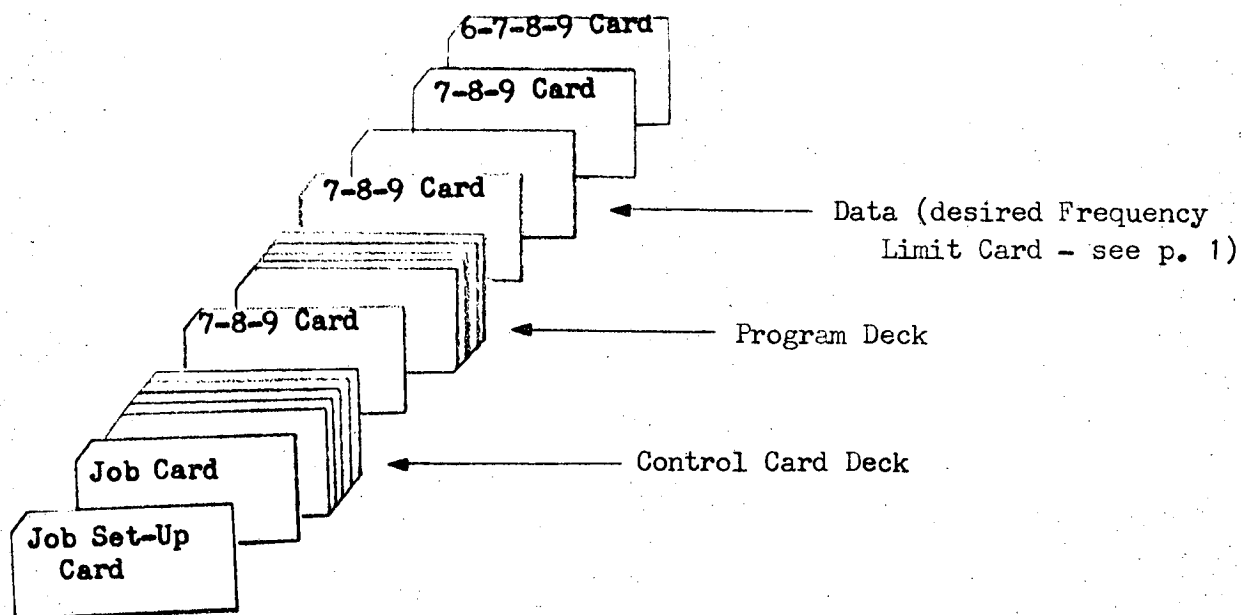 6-7-8-9 Card
7-8-9 Card
7-8-9 Card
Data (desired Frequency
Limit Card - see p. 1)
7-8-9 Card
Program Deck
Job Card
Control Card Deck
Job Set-Up
Card